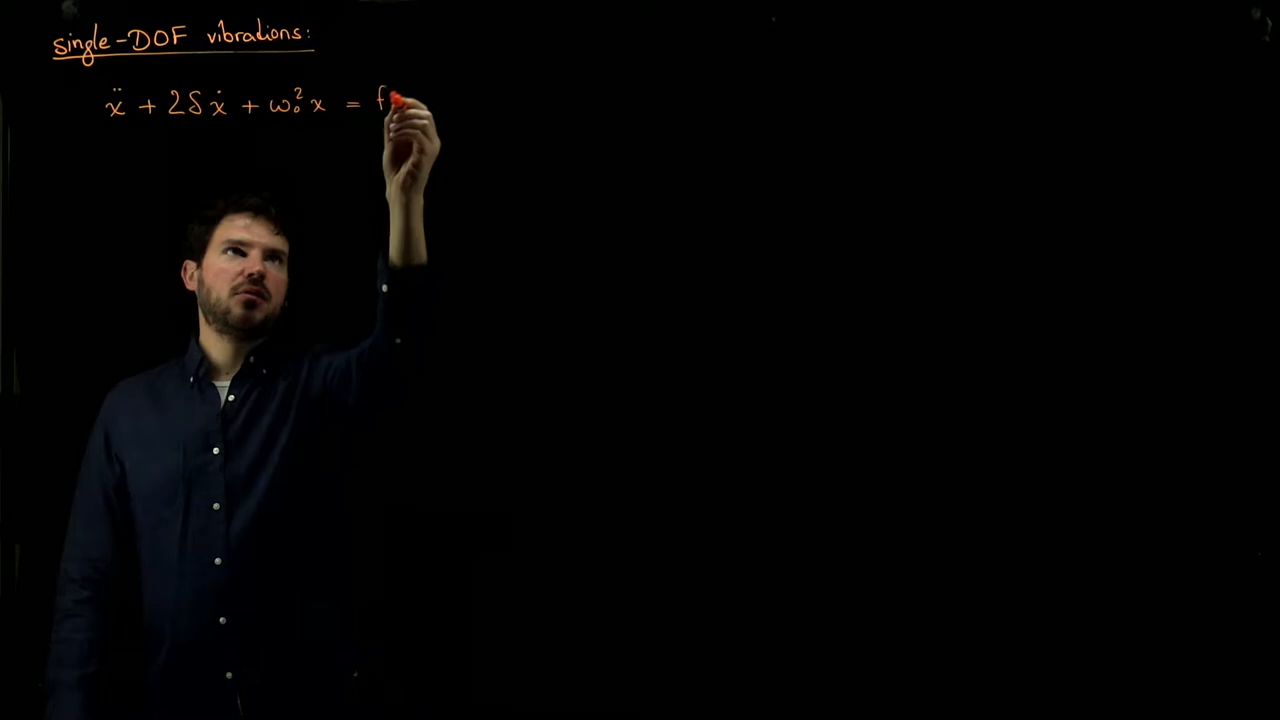 single-DOF vibrations:
ẍ + 2δẋ + ω₀²x = f